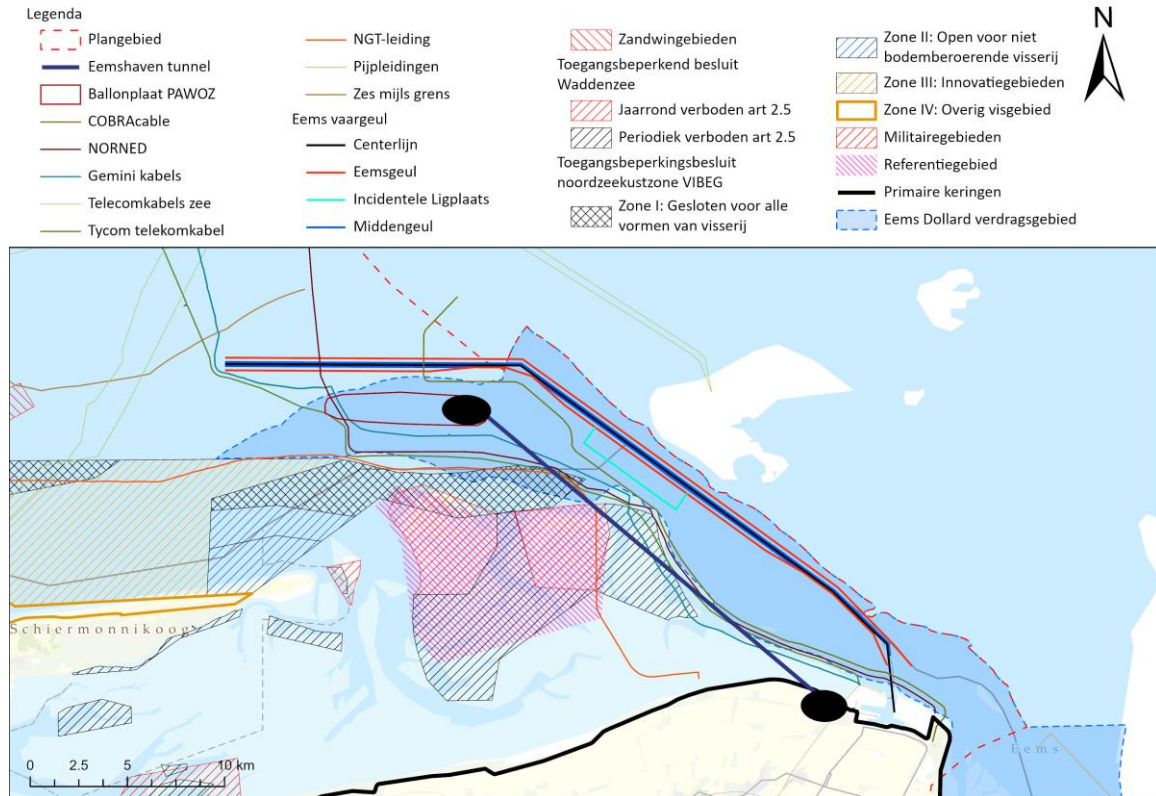 Legenda
Plangebied
Eemshaven tunnel
Ballonplaat PAWOZ
COBRAcable
NORNED
Gemini kabels
Telecomkabels zee
Tycom telekomkabel
NGT-leiding
Pijpleidingen
Zes mijls grens
Eems vaargeul
Centerlijn
Eemsgeul
Incidentele Ligplaats
Middengeul
Zandwingebieden
Toegangsbeperkend besluit
Waddenzee
Jaarrond verboden art 2.5
Periodiek verboden art 2.5
Toegangsbeperkingsbesluit
noordzeekustzone VIBEG
Zone I: Gesloten voor alle
vormen van visserij
Zone II: Open voor niet
bodemberoerende visserij
Zone III: Innovatiegebieden
Zone IV: Overig visgebied
Militairegebieden
Referentiegebied
Primaire keringen
Eems Dollard verdragsgebied
N
Schiermonnikoog
Eems
0 2.5 5 10 km